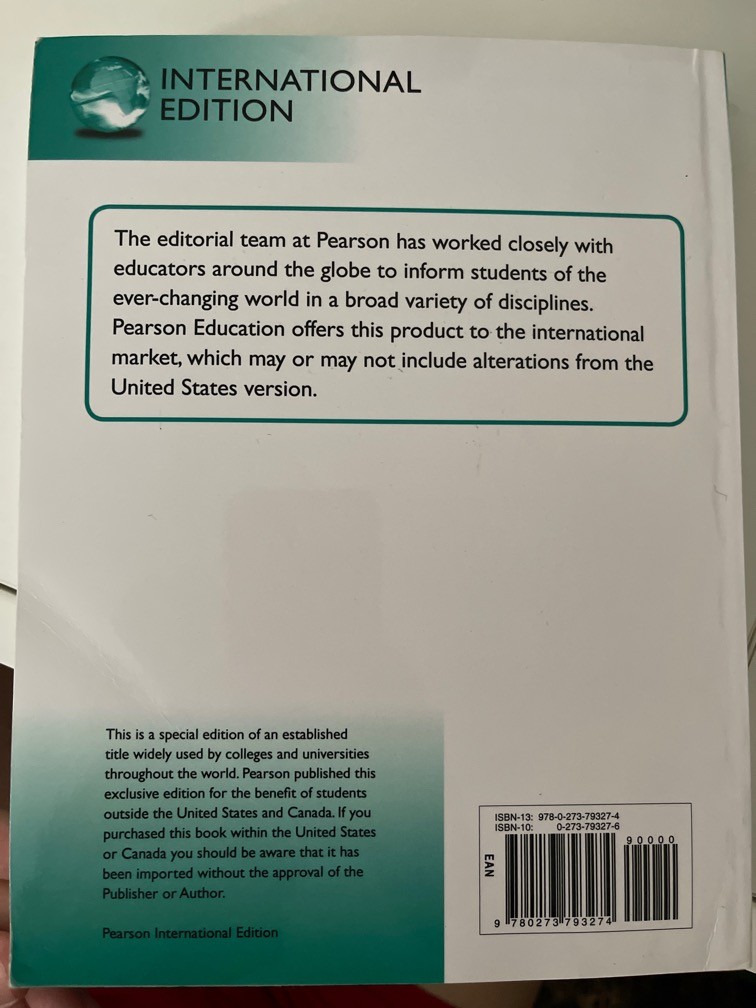 INTERNATIONAL
EDITION
The editorial team at Pearson has worked closely with
educators around the globe to inform students of the
ever-changing world in a broad variety of disciplines.
Pearson Education offers this product to the international
market, which may or may not include alterations from the
United States version.
This is a special edition of an established
title widely used by colleges and universities
throughout the world. Pearson published this
exclusive edition for the benefit of students
outside the United States and Canada. If you
purchased this book within the United States
or Canada you should be aware that it has
been imported without the approval of the
Publisher or Author.
Pearson International Edition
ISBN-13: 978-0-273-79327-4
ISBN-10: 0-273-79327-6
90000
EAN
9 780273 793274